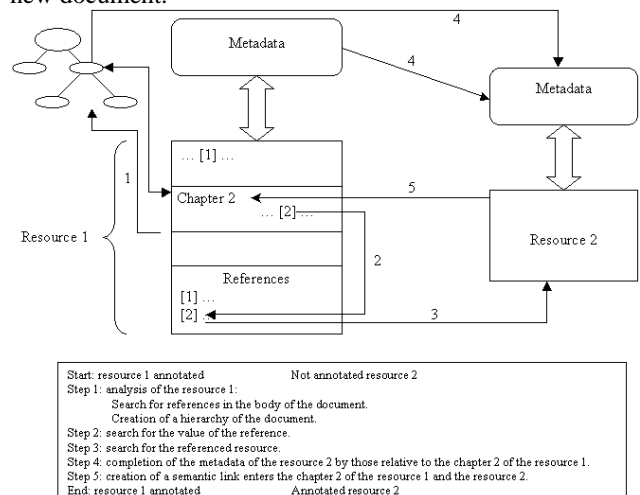 new document.
4
Metadata
4
Metadata
... [1] ...
1
5
Chapter 2
... [2] ...
Resource 1
Resource 2
2
References
[1] ...
[2] ...
3
Start: resource 1 annotated Not annotated resource 2
Step 1: analysis of the resource 1:
Search for references in the body of the document.
Creation of a hierarchy of the document.
Step 2: search for the value of the reference.
Step 3: search for the referenced resource.
Step 4: completion of the metadata of the resource 2 by those relative to the chapter 2 of the resource 1.
Step 5: creation of a semantic link enters the chapter 2 of the resource 1 and the resource 2.
End: resource 1 annotated Annotated resource 2